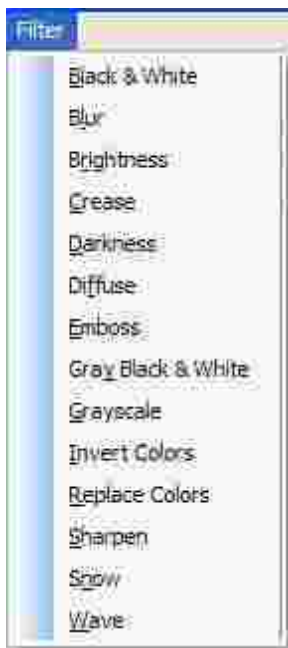 Filter
Black & White
Blur
Brightness
Crease
Darkness
Diffuse
Emboss
Gray Black & White
Grayscale
Invert Colors
Replace Colors
Sharpen
Snow
Wave